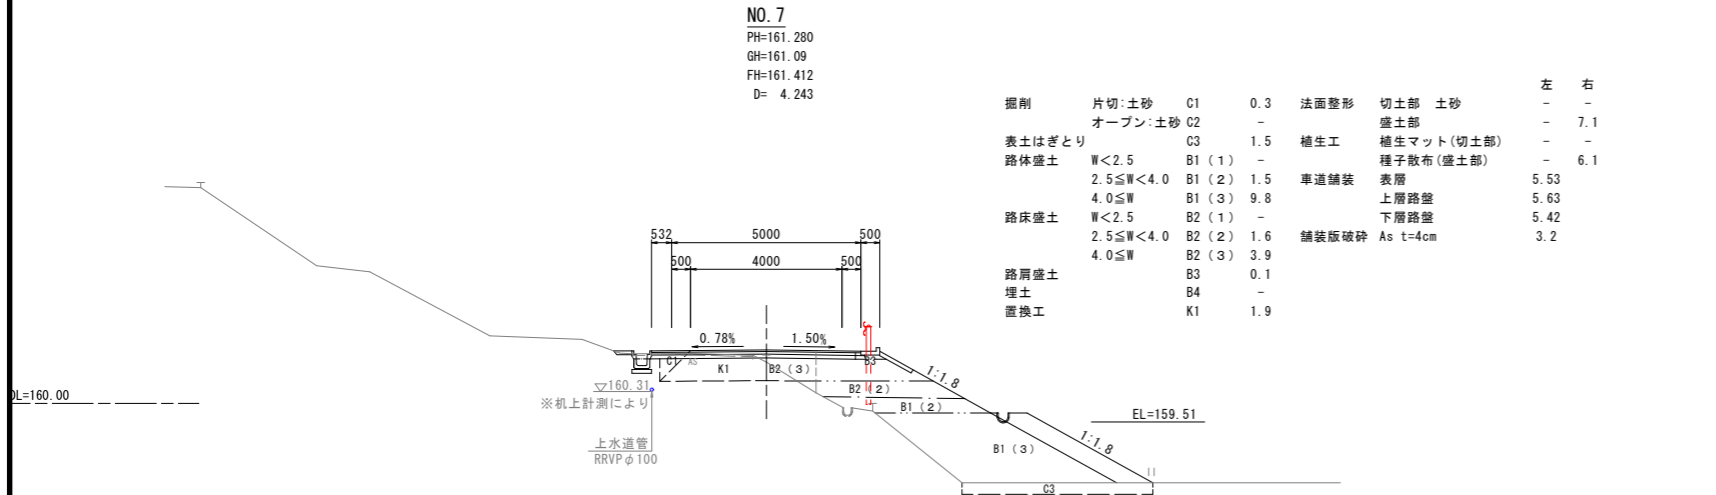 NO. 7
PH=161.280
GH=161.09
FH=161.412
D= 4.243
左 右
掘削 片切:土砂 C1 0.3 法面整形 切土部 土砂 - -
オープン:土砂 C2 - 盛土部 - 7.1
表土はぎとり C3 1.5 植生工 植生マット(切土部) - -
路体盛土 W<2.5 B1(1) - 種子散布(盛土部) - 6.1
2.5≦W<4.0 B1(2) 1.5 車道舗装 表層 5.53
4.0≦W B1(3) 9.8 上層路盤 5.63
路床盛土 W<2.5 B2(1) - 下層路盤 5.42
2.5≦W<4.0 B2(2) 1.6 舗装版破砕 As t=4cm 3.2
4.0≦W B2(3) 3.9
路肩盛土 B3 0.1
埋土 B4 -
置換工 K1 1.9
532 5000 500
500 4000 500
0.78% 1.50%
C1 AS K1 B2(3) B3
1:1.8
B2(2)
▽160.31
※机上計測により
DL=160.00
B1(2)
EL=159.51
上水道管
RRVPφ100
1:1.8
B1(3)
C3